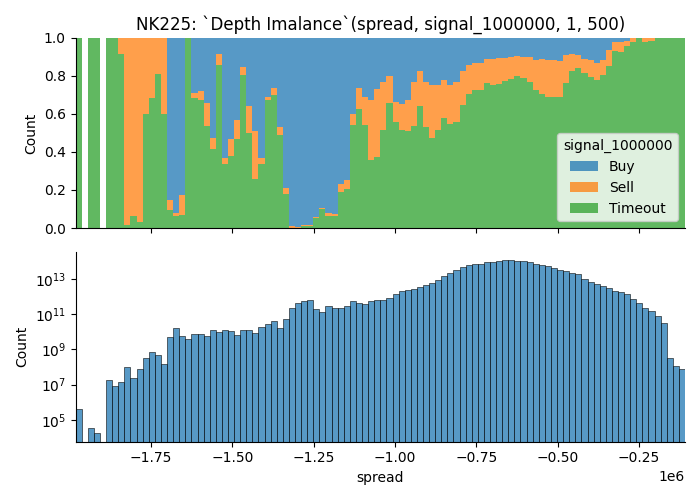 NK225: `Depth Imalance`(spread, signal_1000000, 1, 500)
1.0
0.8
0.6
0.4
0.2
0.0
Count
signal_1000000
Buy
Sell
Timeout
10^13
10^11
10^9
10^7
10^5
Count
−1.75 −1.50 −1.25 −1.00 −0.75 −0.50 −0.25
spread
1e6